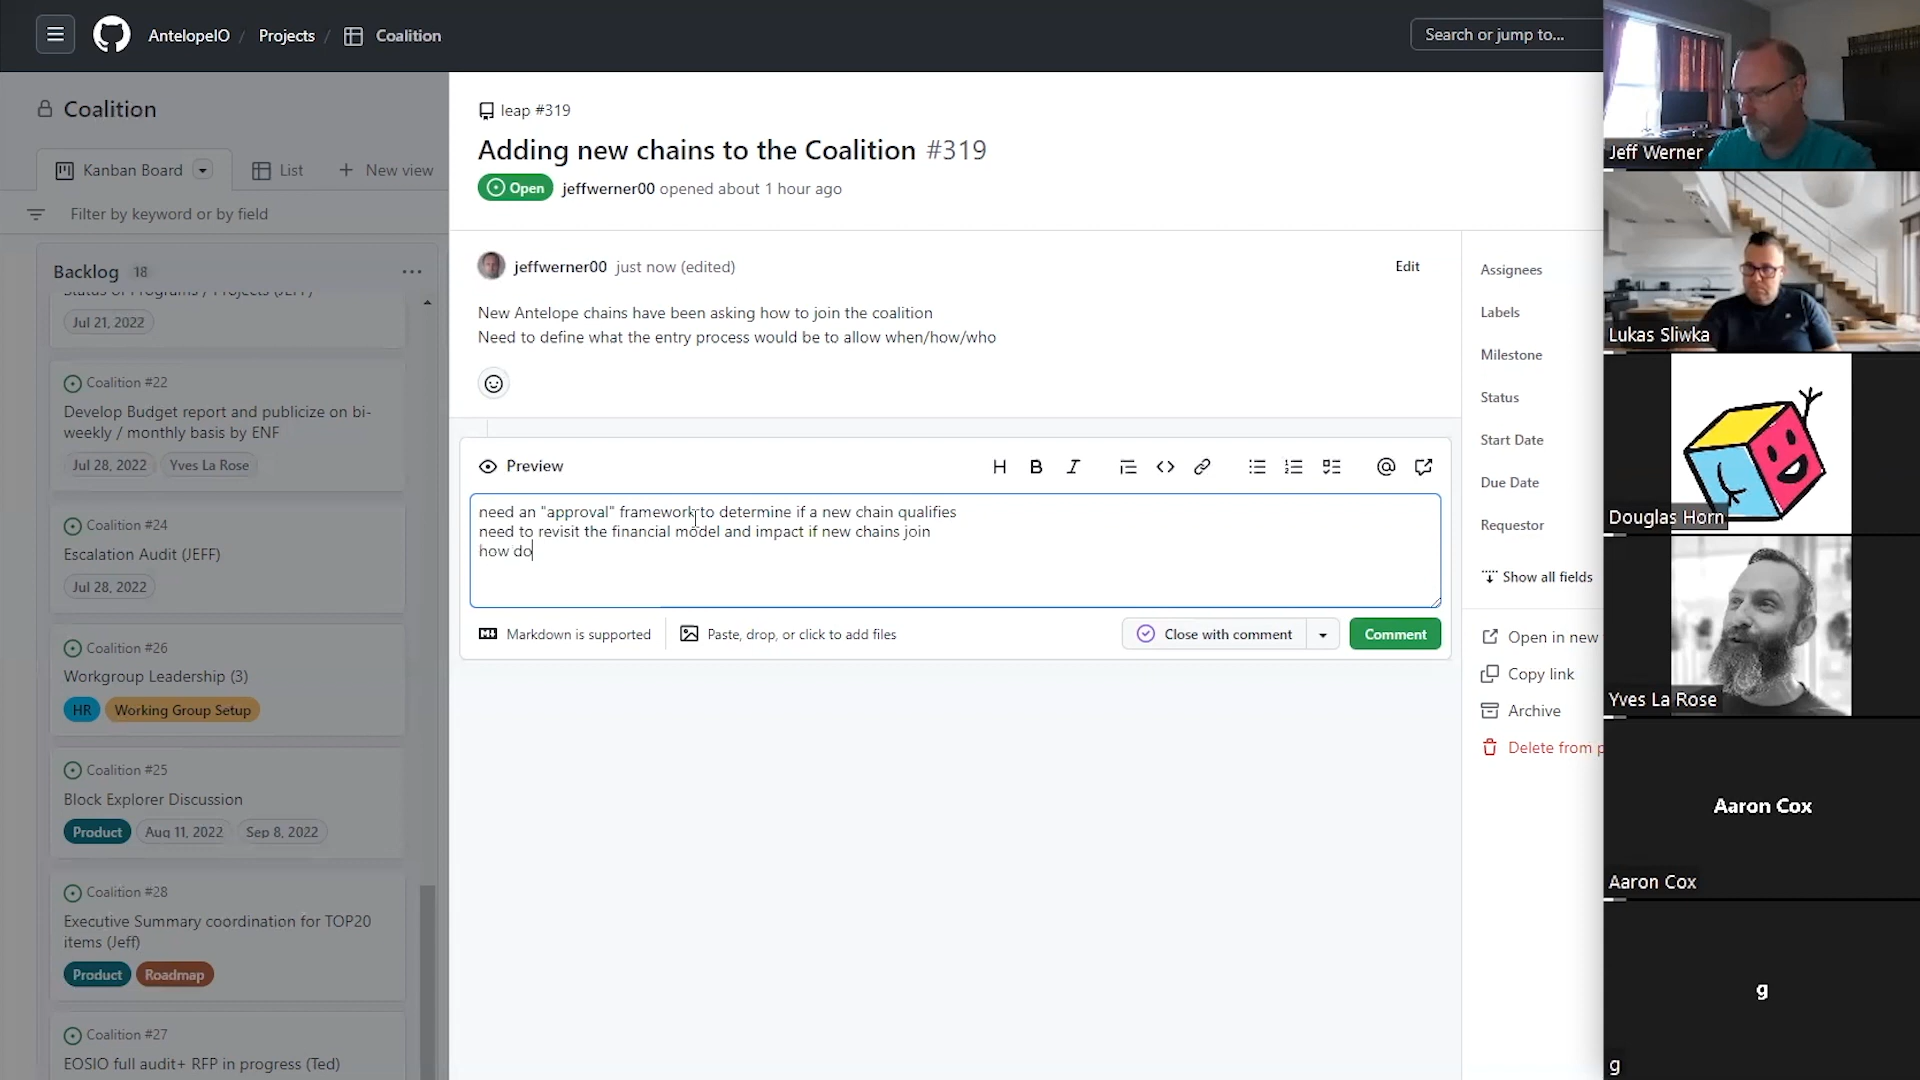 AntelopeIO / Projects / Coalition
Search or jump to...
Coalition
Kanban Board
List
New view
Filter by keyword or by field
Backlog 18
Status of Programs / Projects (JEFF)
Jul 21, 2022
Coalition #22
Develop Budget report and publicize on bi-
weekly / monthly basis by ENF
Jul 28, 2022
Yves La Rose
Coalition #24
Escalation Audit (JEFF)
Jul 28, 2022
Coalition #26
Workgroup Leadership (3)
HR
Working Group Setup
Coalition #25
Block Explorer Discussion
Product
Aug 11, 2022
Sep 8, 2022
Coalition #28
Executive Summary coordination for TOP20
items (Jeff)
Product
Roadmap
Coalition #27
EOSIO full audit+ RFP in progress (Ted)
leap #319
Adding new chains to the Coalition #319
Open
jeffwerner00 opened about 1 hour ago
jeffwerner00 just now (edited)
Edit
New Antelope chains have been asking how to join the coalition
Need to define what the entry process would be to allow when/how/who
Preview
H B I
need an "approval" framework to determine if a new chain qualifies
need to revisit the financial model and impact if new chains join
how do
Markdown is supported
Paste, drop, or click to add files
Close with comment
Comment
Assignees
Labels
Milestone
Status
Start Date
Due Date
Requestor
Show all fields
Open in new
Copy link
Archive
Delete from p
Jeff Werner
Lukas Sliwka
Douglas Horn
Yves La Rose
Aaron Cox
Aaron Cox
g
g